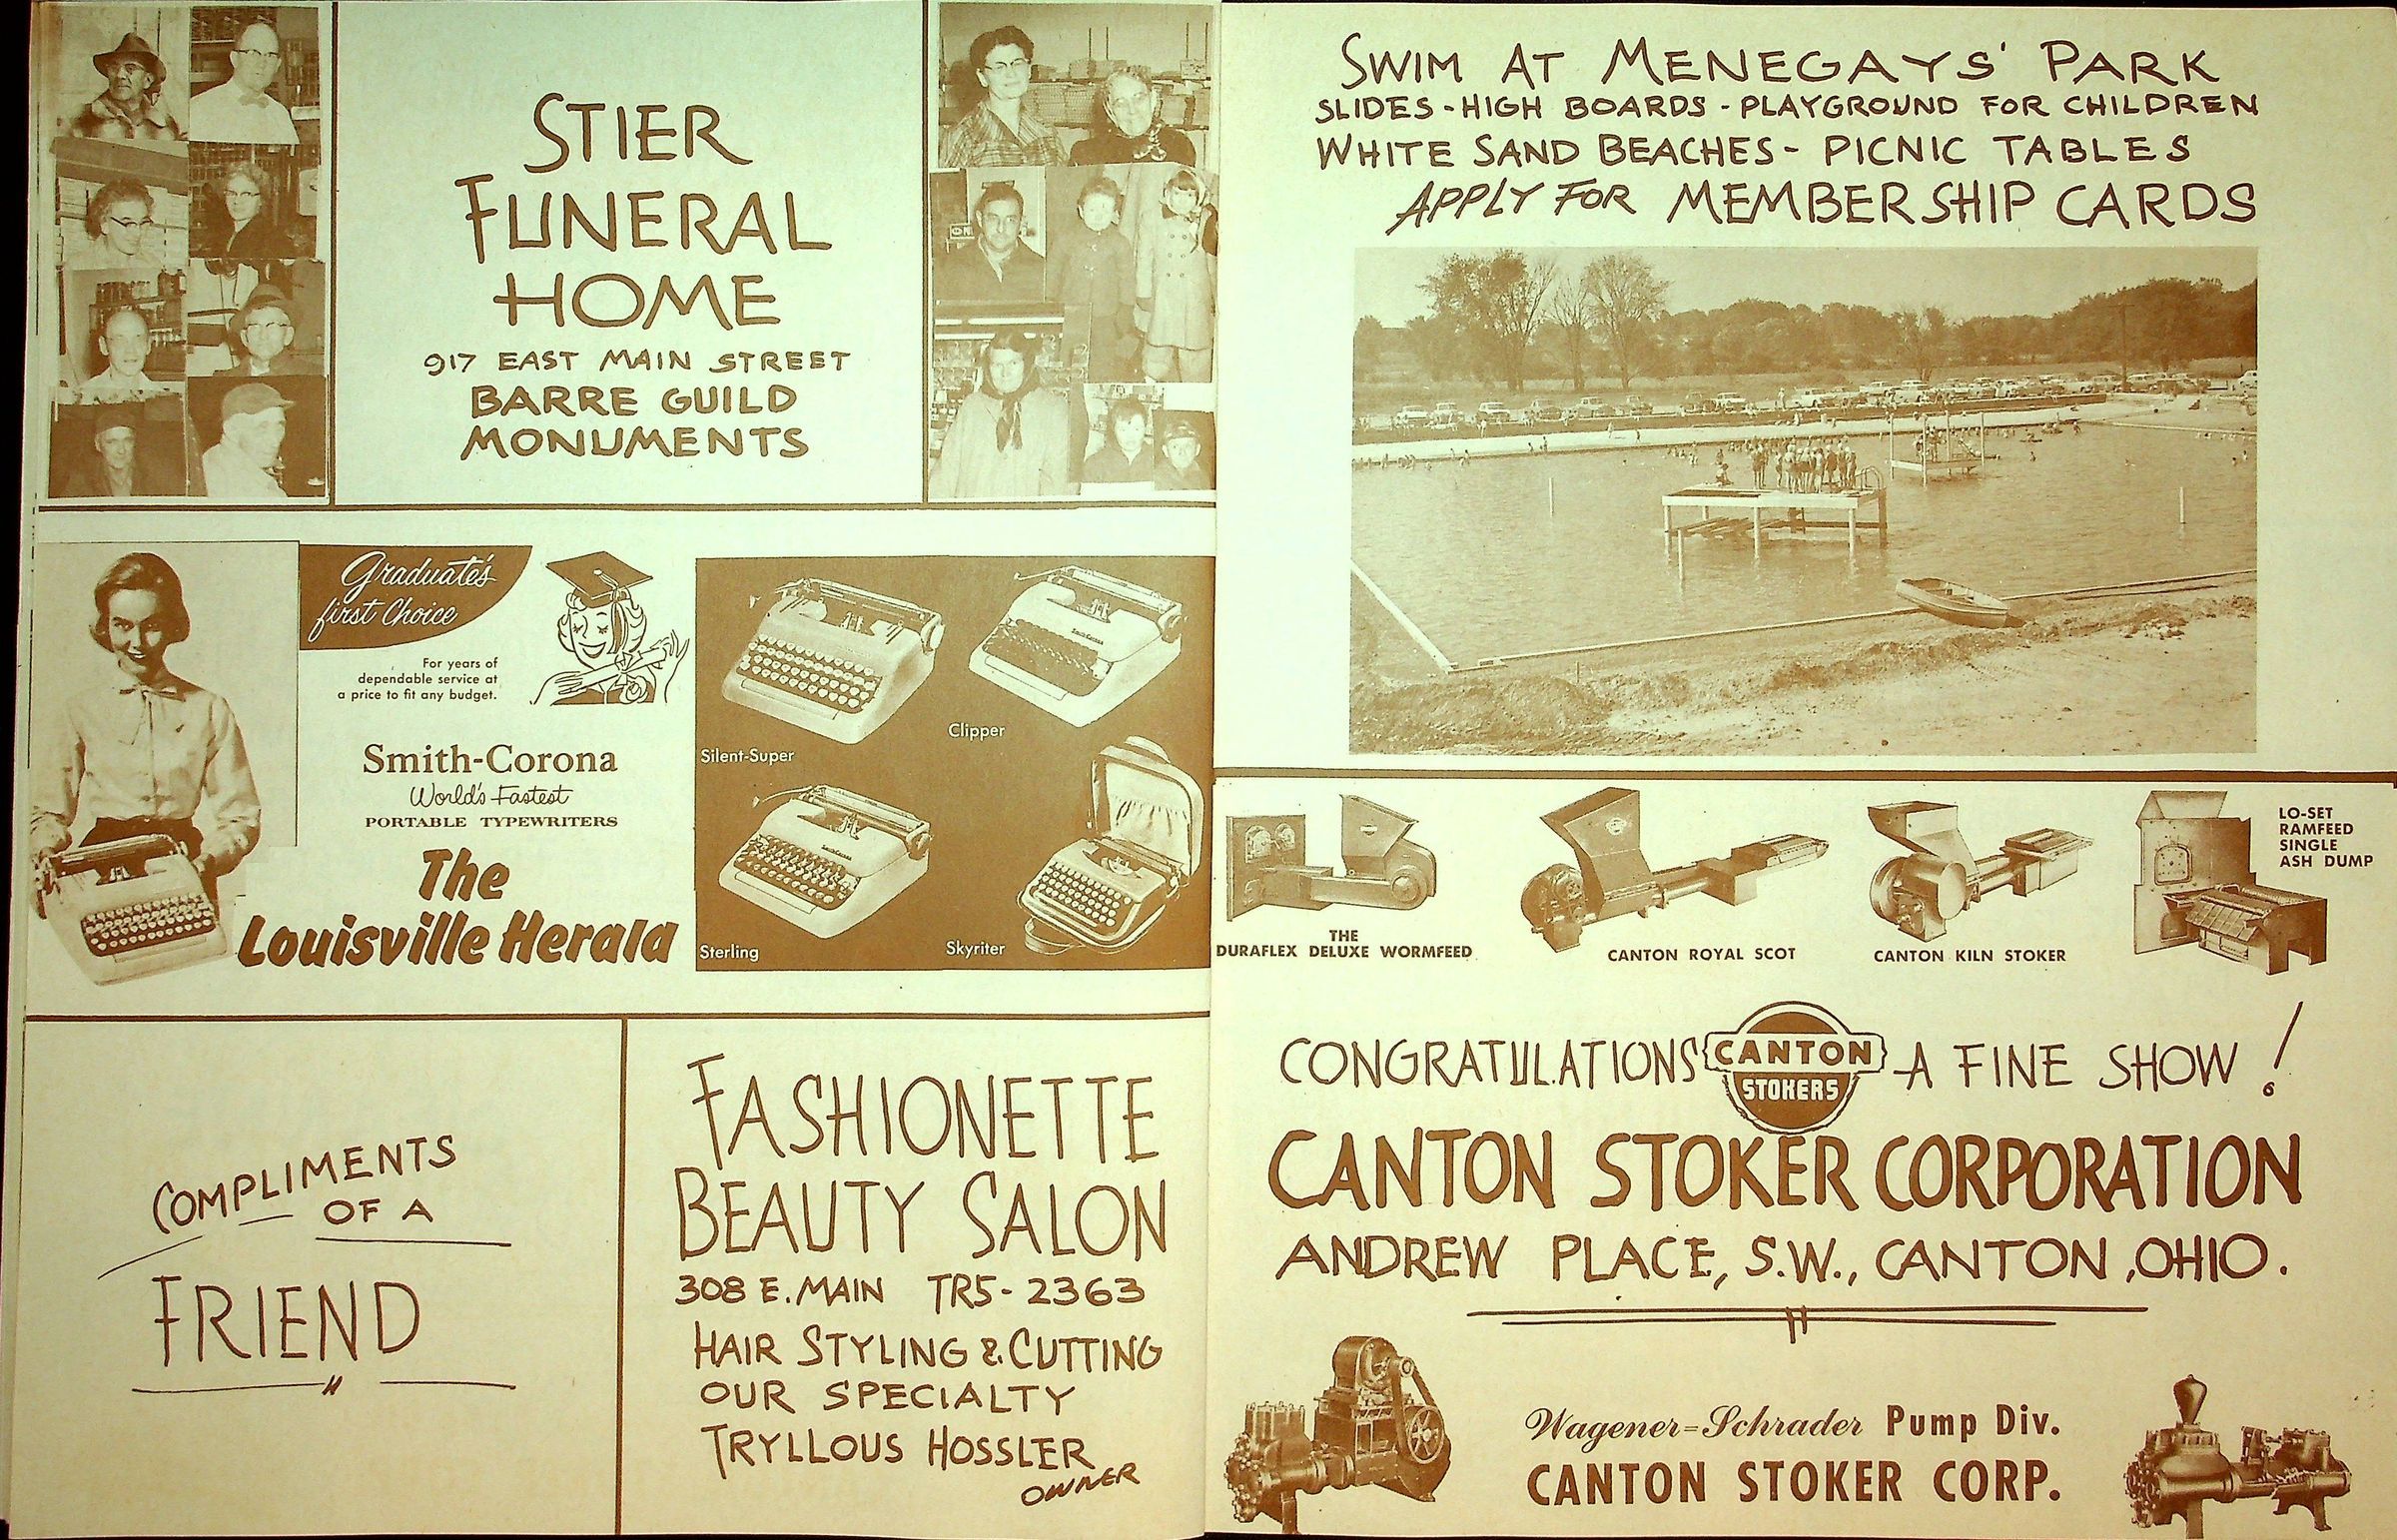 STIER
FUNERAL
HOME
917 EAST MAIN STREET
BARRE GUILD
MONUMENTS
Graduate's
first Choice
For years of
dependable service at
a price to fit any budget.
Smith-Corona
World's Fastest
PORTABLE TYPEWRITERS
The
Louisville Herald
Silent-Super
Clipper
Sterling
Skyriter
COMPLIMENTS
OF A
FRIEND
FASHIONETTE
BEAUTY SALON
308 E. MAIN TR5-2363
HAIR STYLING & CUTTING
OUR SPECIALTY
TRYLLOUS HOSSLER
OWNER
SWIM AT MENEGAYS' PARK
SLIDES - HIGH BOARDS - PLAYGROUND FOR CHILDREN
WHITE SAND BEACHES - PICNIC TABLES
APPLY FOR MEMBERSHIP CARDS
THE
DURAFLEX DELUXE WORMFEED
CANTON ROYAL SCOT
CANTON KILN STOKER
LO-SET
RAMFEED
SINGLE
ASH DUMP
CONGRATULATIONS CANTON STOKERS -A FINE SHOW!
CANTON STOKER CORPORATION
ANDREW PLACE, S.W., CANTON, OHIO.
Wagener=Schrader Pump Div.
CANTON STOKER CORP.